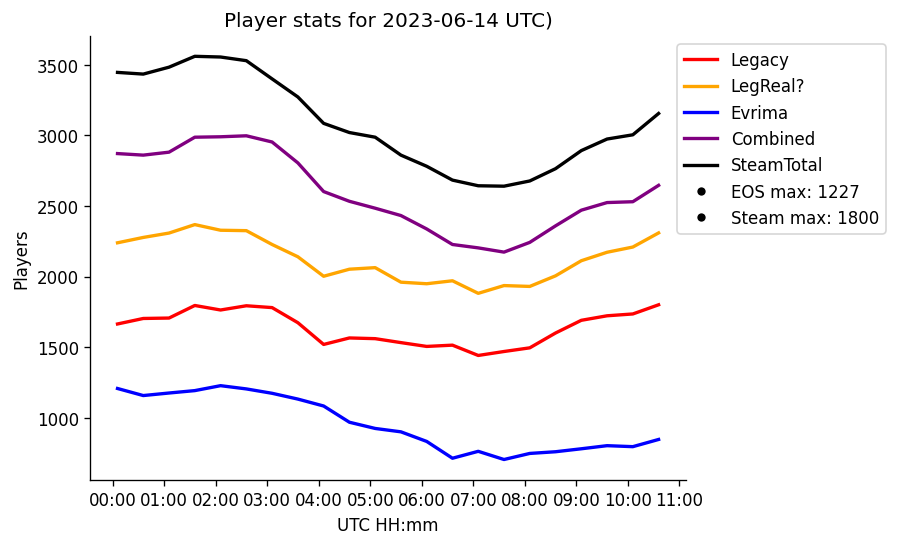 Player stats for 2023-06-14 UTC)
Players
3500
3000
2500
2000
1500
1000
00:00 01:00 02:00 03:00 04:00 05:00 06:00 07:00 08:00 09:00 10:00 11:00
UTC HH:mm
Legacy
LegReal?
Evrima
Combined
SteamTotal
EOS max: 1227
Steam max: 1800